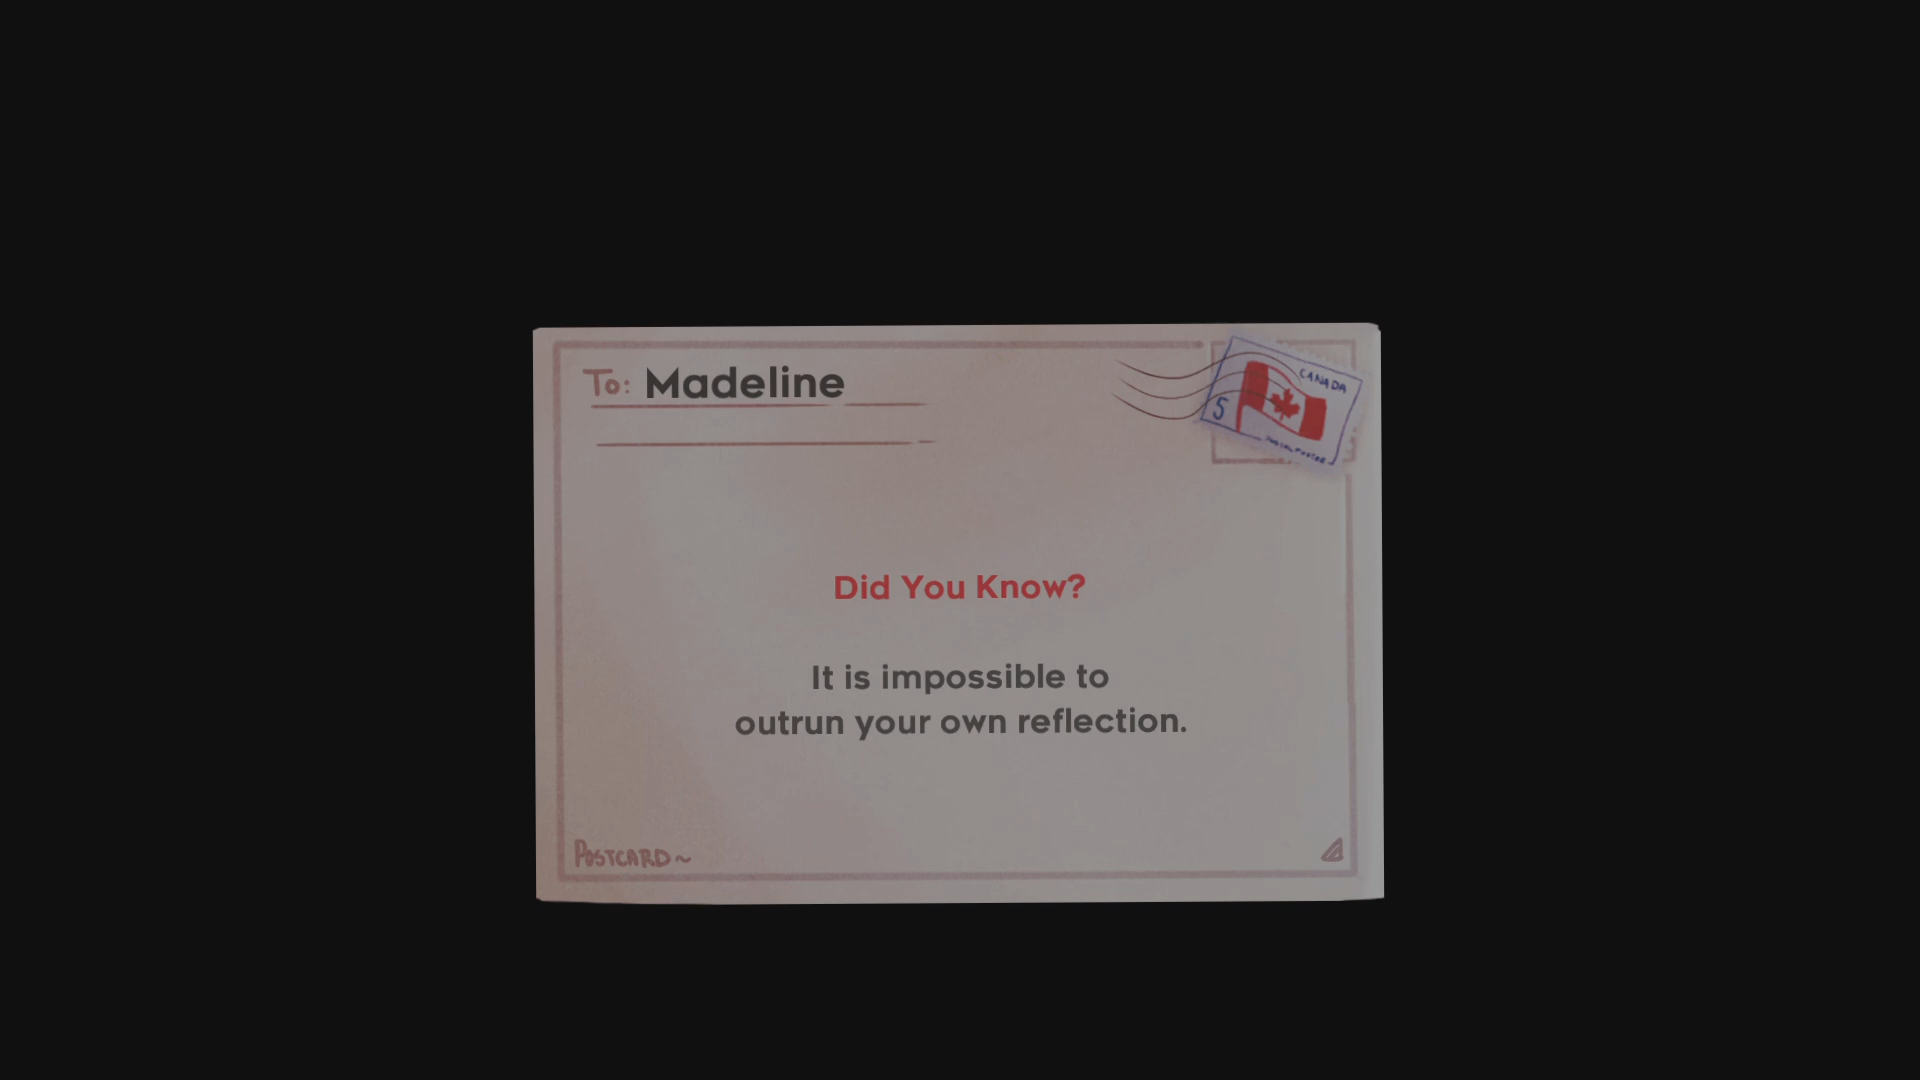 To: Madeline
CANADA
5
Did You Know?
It is impossible to
outrun your own reflection.
POSTCARD~